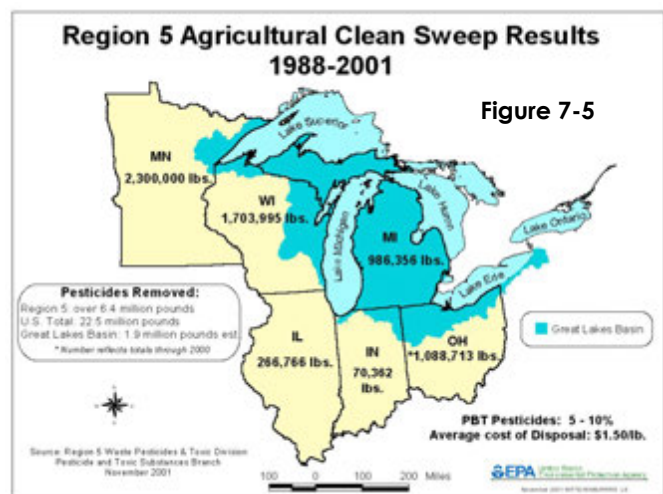 Region 5 Agricultural Clean Sweep Results
1988-2001
Figure 7-5
Lake Superior
MN
2,300,000 lbs.
WI
1,703,995 lbs.
Lake Michigan
Lake Huron
MI
986,356 lbs.
Lake Ontario
Lake Erie
Pesticides Removed:
Region 5: over 6.4 million pounds
U.S. Total: 22.5 million pounds
Great Lakes Basin: 1.9 million pounds est.
* Number reflects totals through 2000
IL
266,766 lbs.
IN
70,362
lbs.
OH
*1,088,713 lbs.
Great Lakes Basin
PBT Pesticides: 5 - 10%
Average cost of Disposal: $1.50/lb.
Source: Region 5 Waste Pesticides & Toxic Division
Pesticide and Toxic Substances Branch
November 2001
100 0 100 200 Miles
EPA
United States
Environmental Protection Agency